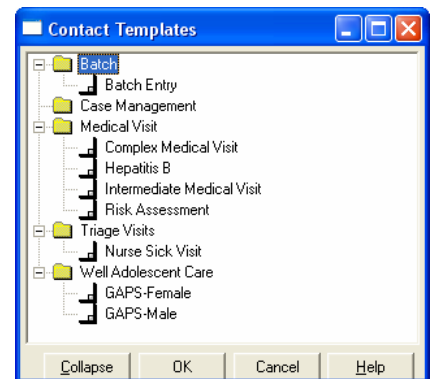 Contact Templates
Batch
Batch Entry
Case Management
Medical Visit
Complex Medical Visit
Hepatitis B
Intermediate Medical Visit
Risk Assessment
Triage Visits
Nurse Sick Visit
Well Adolescent Care
GAPS-Female
GAPS-Male
Collapse OK Cancel Help